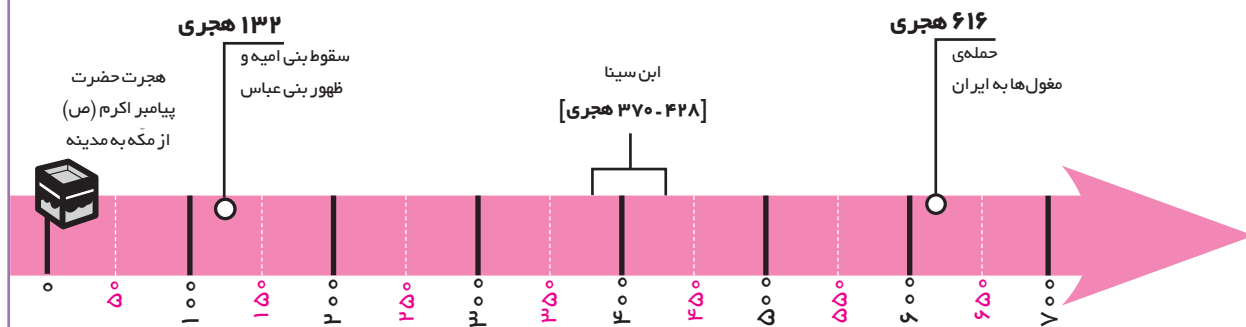 ۶۱۶ هجری
حمله‌ی
مغول‌ها به ایران
ابن سینا
[۳۷۰-۴۲۸ هجری]
۱۳۲ هجری
سقوط بنی امیه و
ظهور بنی عباس
هجرت حضرت
پیامبر اکرم (ص)
از مکّه به مدینه
۰
۵۰
۱۰۰
۱۵۰
۲۰۰
۲۵۰
۳۰۰
۳۵۰
۴۰۰
۴۵۰
۵۰۰
۵۵۰
۶۰۰
۶۵۰
۷۰۰